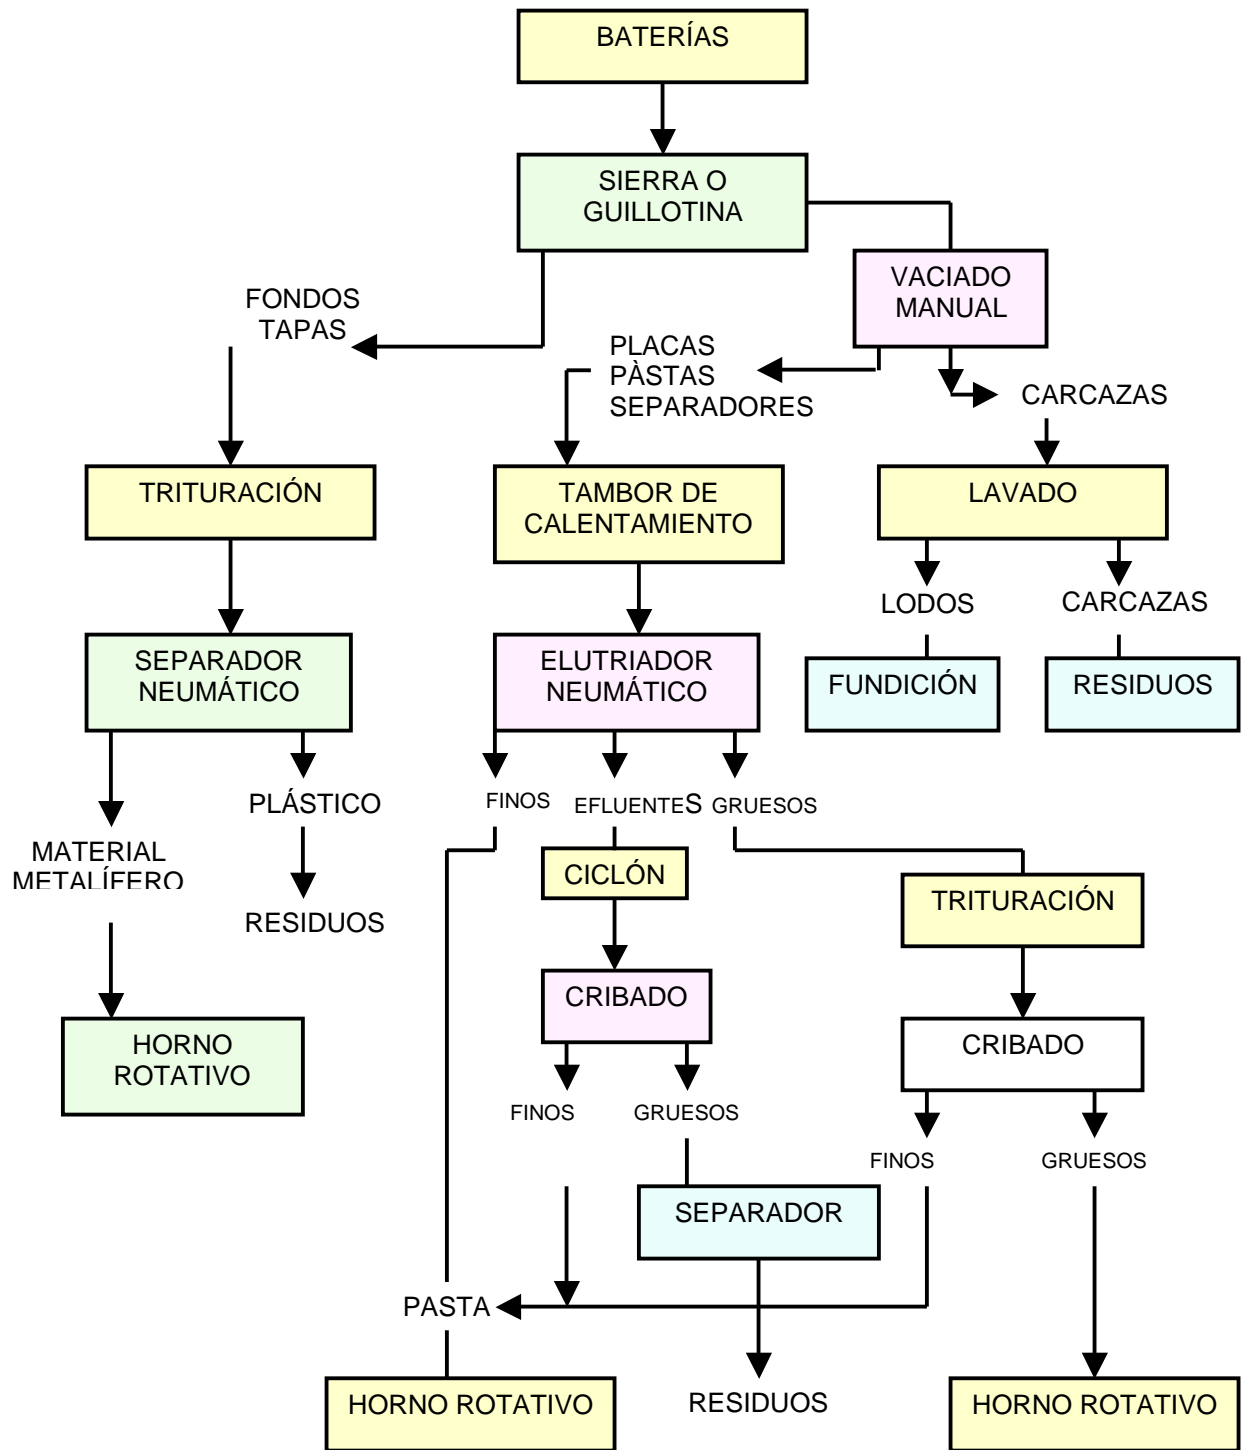 BATERÍAS
SIERRA O
GUILLOTINA
VACIADO
MANUAL
FONDOS
TAPAS
PLACAS
PÀSTAS
SEPARADORES
CARCAZAS
TRITURACIÓN
TAMBOR DE
CALENTAMIENTO
LAVADO
LODOS
CARCAZAS
SEPARADOR
NEUMÁTICO
ELUTRIADOR
NEUMÁTICO
FUNDICIÓN
RESIDUOS
PLÁSTICO
FINOS
EFLUENTES
GRUESOS
MATERIAL
METALÍFERO
RESIDUOS
CICLÓN
TRITURACIÓN
CRIBADO
HORNO
ROTATIVO
CRIBADO
FINOS
GRUESOS
FINOS
GRUESOS
SEPARADOR
PASTA
HORNO ROTATIVO
RESIDUOS
HORNO ROTATIVO